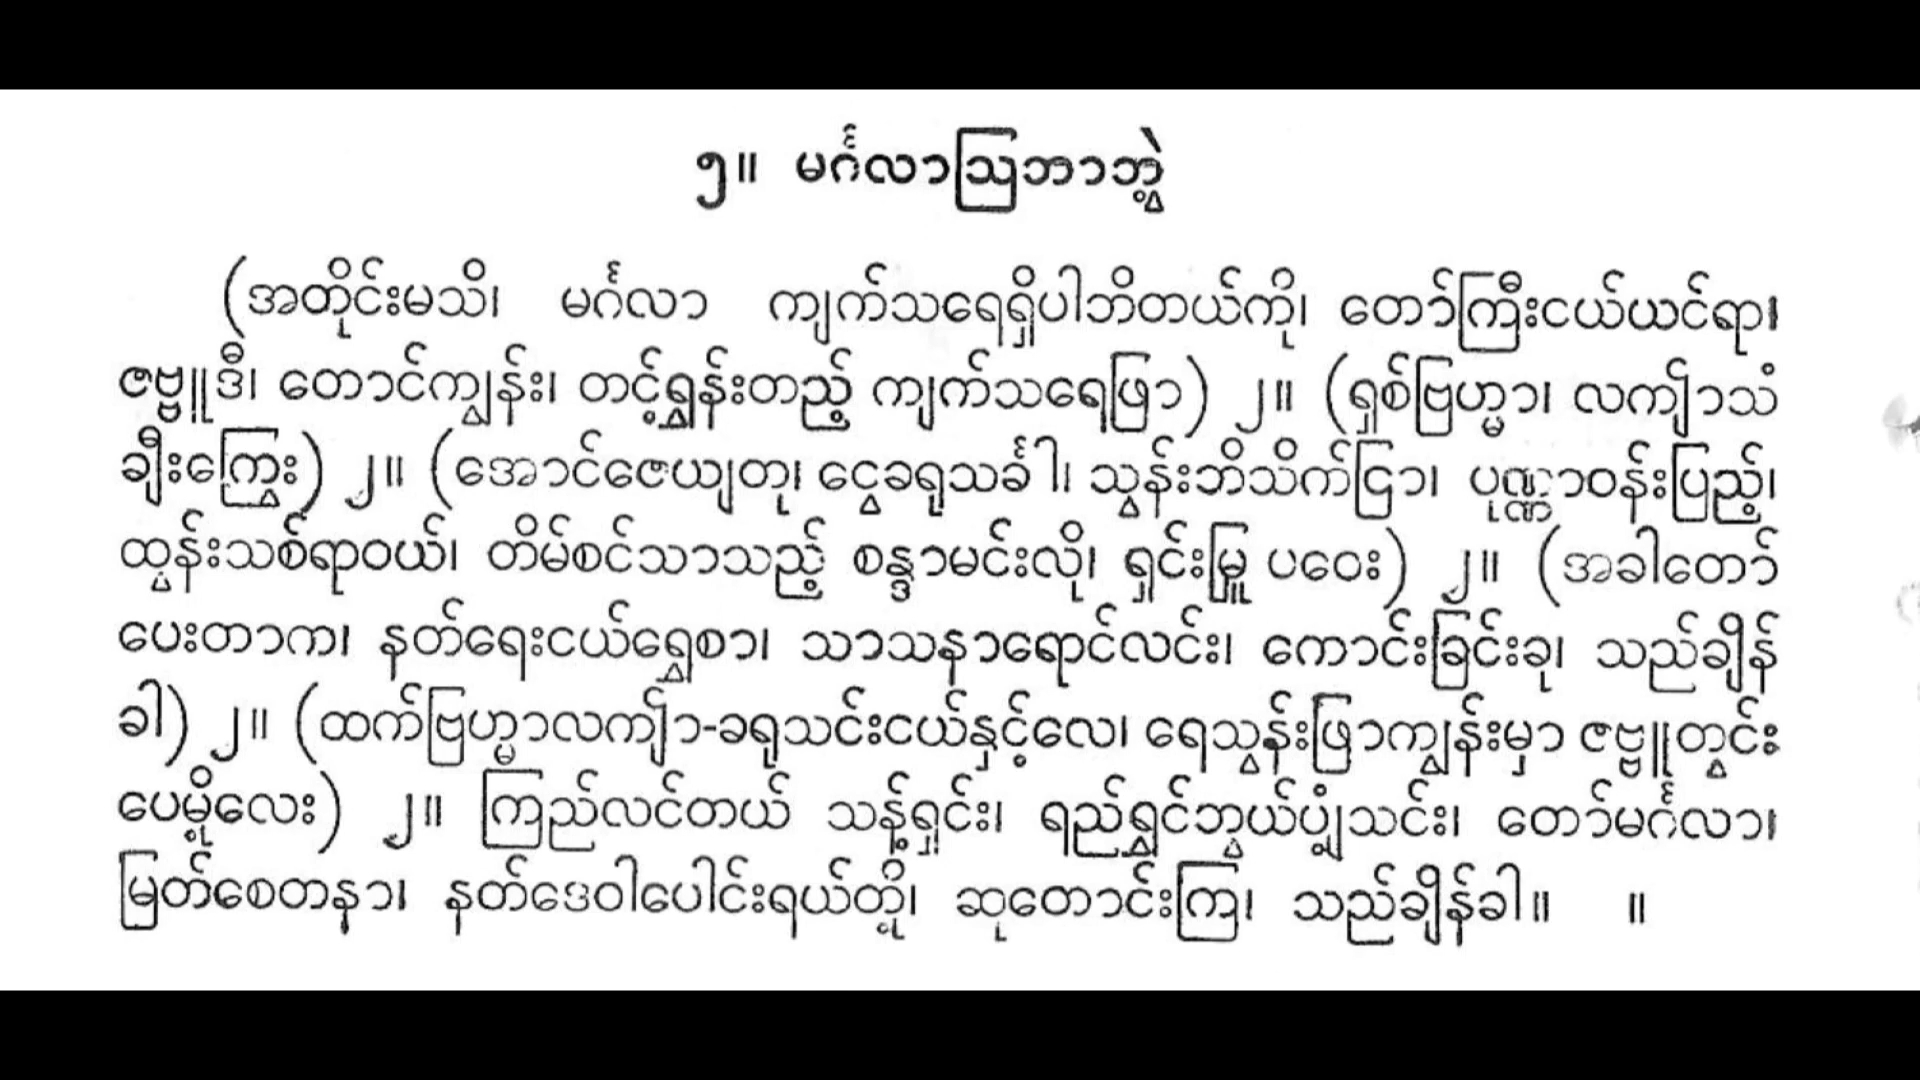 ၅။ မင်္ဂလာဩဘာဘွဲ့
(အတိုင်းမသိ၊ မင်္ဂလာ ကျက်သရေရှိပါဘိတယ်ကို၊ တော်ကြီးငယ်ယင်ရာ၊
ဇမ္ဗူဒီ၊ တောင်ကျွန်း၊ တင့်ရွှန်းတည့် ကျက်သရေဖြာ) ၂။ (ရှစ်ဗြဟ္မာ၊ လက်ျာသံ
ချီးကြွေး) ၂။ (အောင်ဇေယျတု၊ ငွေခရုသင်္ခါ၊ သွန်းဘိသိက်ငြာ၊ ပုဏ္ဏာဝန်းပြည့်၊
ထွန်းသစ်ရာဝယ်၊ တိမ်စင်သာသည့် စန္ဒာမင်းလို၊ ရှင်းမြူ ပဝေး) ၂။ (အခါတော်
ပေးတာက၊ နတ်ရေးငယ်ရွှေစာ၊ သာသနာရောင်လင်း၊ ကောင်းခြင်းခု၊ သည်ချိန်
ခါ) ၂။ (ထက်ဗြဟ္မာလက်ျာ-ခရုသင်းငယ်နှင့်လေ၊ ရေသွန်းဖြာကျွန်းမှာ ဇမ္ဗူတွင်း
ပေမို့လေး) ၂။ ကြည်လင်တယ် သန့်ရှင်း၊ ရည်ရွှင်ဘွယ်ပျံ့သင်း၊ တော်မင်္ဂလာ၊
မြတ်စေတနာ၊ နတ်ဒေဝါပေါင်းရယ်တို့၊ ဆုတောင်းကြ၊ သည်ချိန်ခါ။ ။